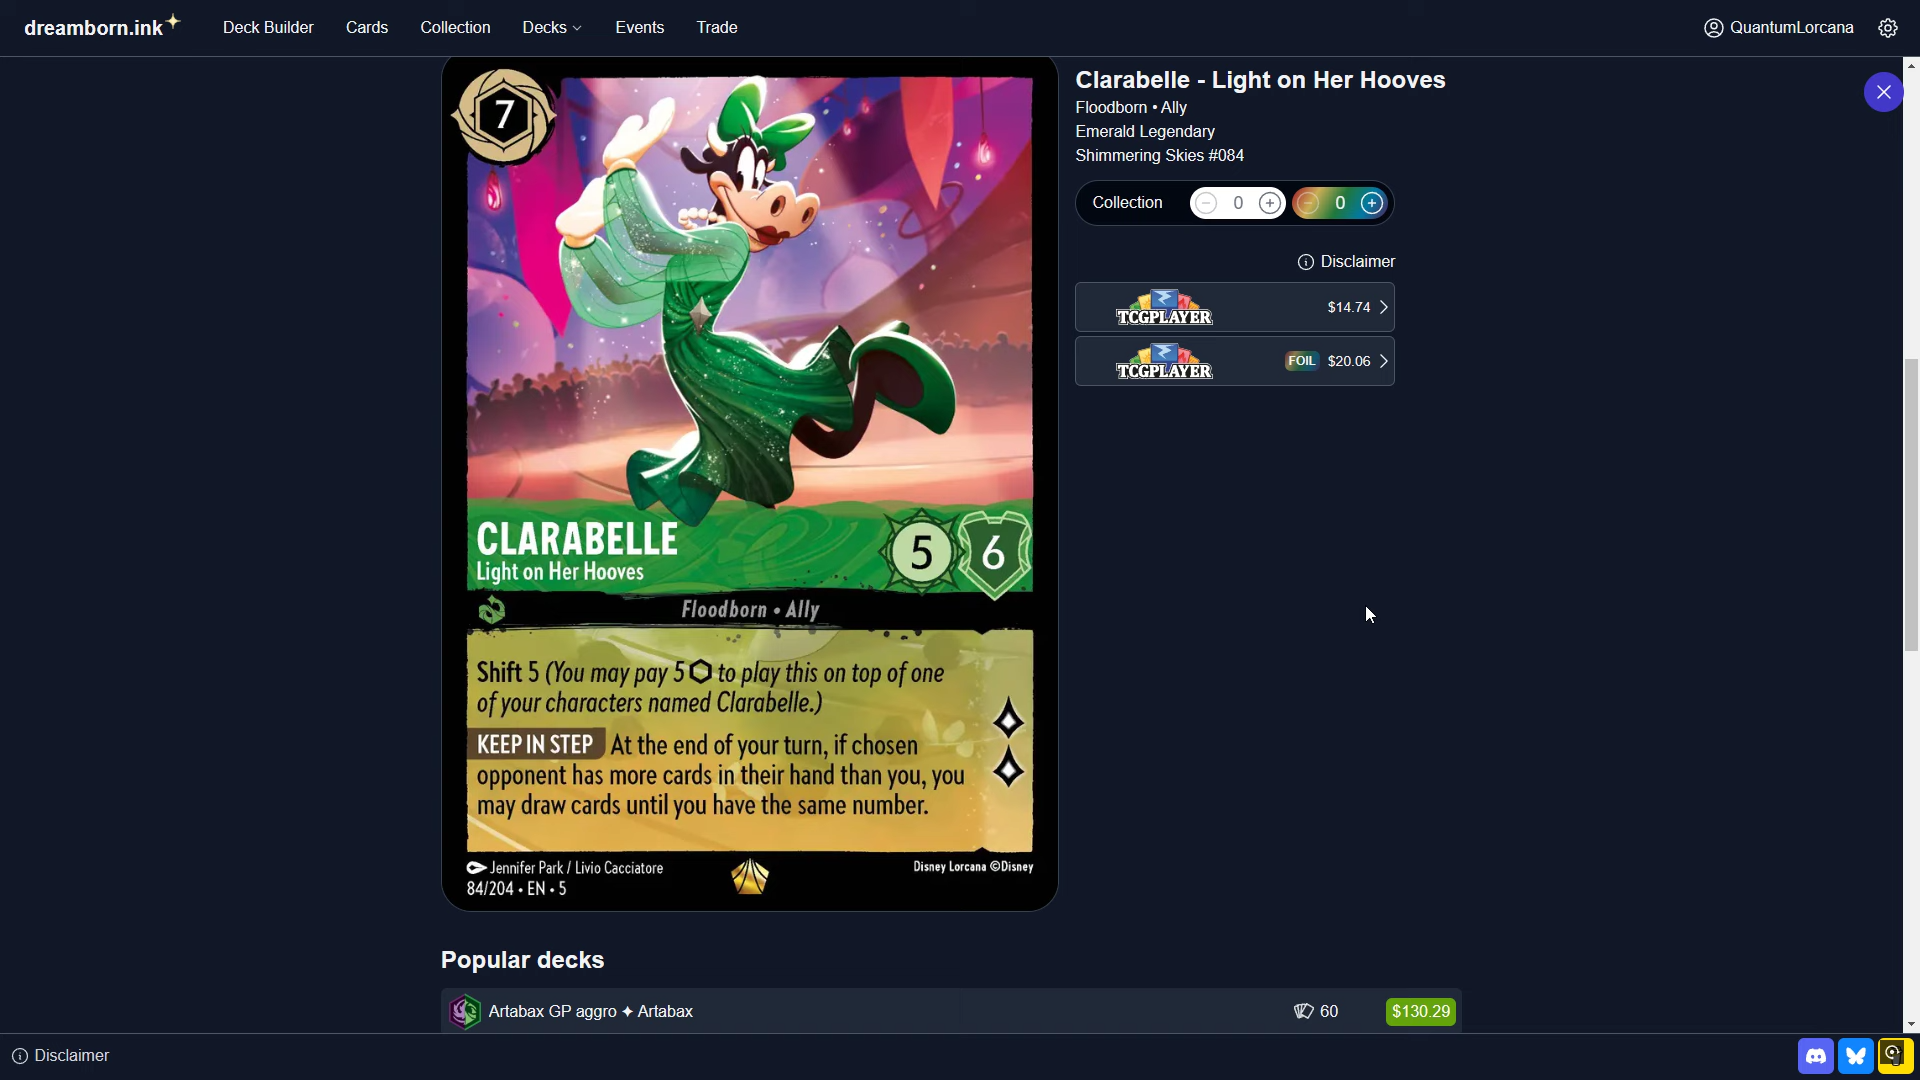 dreamborn.ink
Deck Builder
Cards
Collection
Decks
Events
Trade
QuantumLorcana
7
CLARABELLE
Light on Her Hooves
5
6
Floodborn • Ally
Shift 5 (You may pay 5 to play this on top of one
of your characters named Clarabelle.)
KEEP IN STEP At the end of your turn, if chosen
opponent has more cards in their hand than you, you
may draw cards until you have the same number.
Jennifer Park / Livio Cacciatore
Disney Lorcana ©Disney
84/204 • EN • 5
Clarabelle - Light on Her Hooves
Floodborn • Ally
Emerald Legendary
Shimmering Skies #084
Collection
0
0
Disclaimer
TCGPLAYER
$14.74
TCGPLAYER
FOIL
$20.06
Popular decks
Artabax GP aggro ✦ Artabax
60
$130.29
Disclaimer